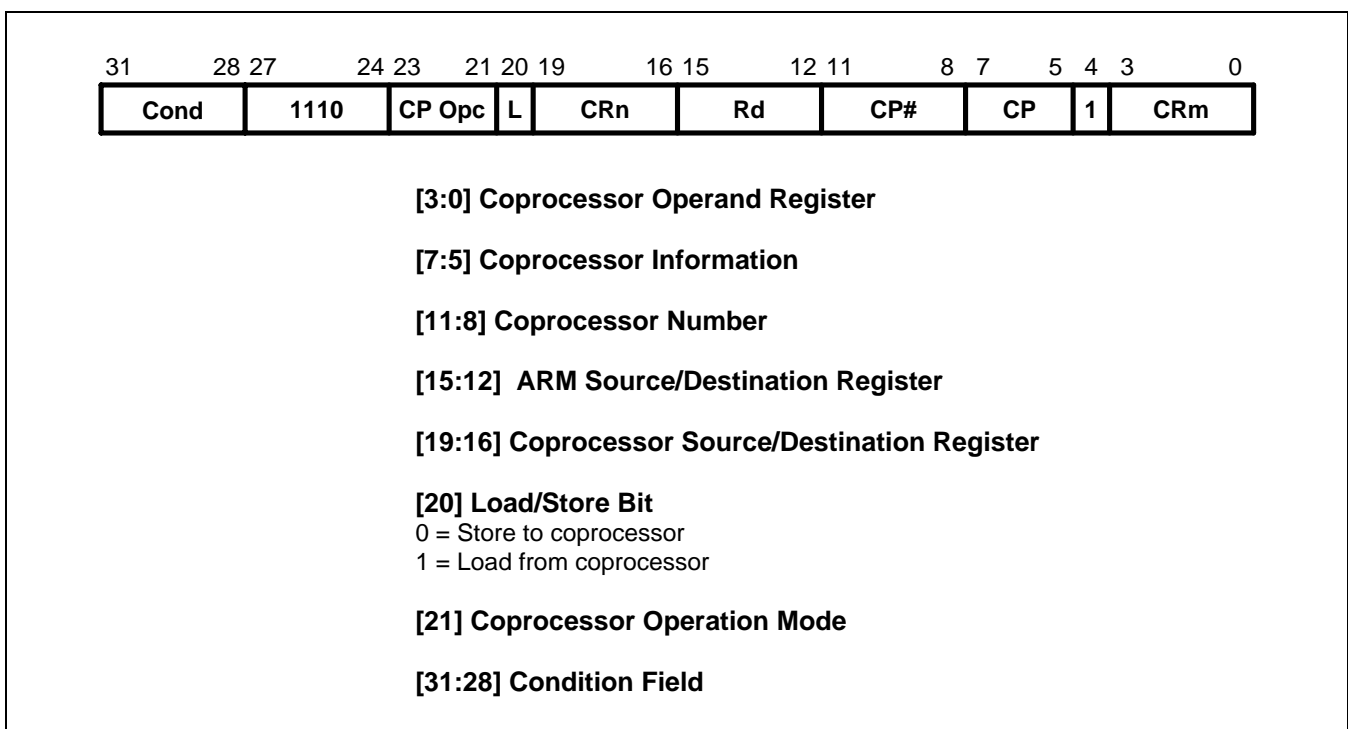 31 28 27 24 23 21 20 19 16 15 12 11 8 7 5 4 3 0
Cond 1110 CP Opc L CRn Rd CP# CP 1 CRm
[3:0] Coprocessor Operand Register
[7:5] Coprocessor Information
[11:8] Coprocessor Number
[15:12] ARM Source/Destination Register
[19:16] Coprocessor Source/Destination Register
[20] Load/Store Bit
0 = Store to coprocessor
1 = Load from coprocessor
[21] Coprocessor Operation Mode
[31:28] Condition Field